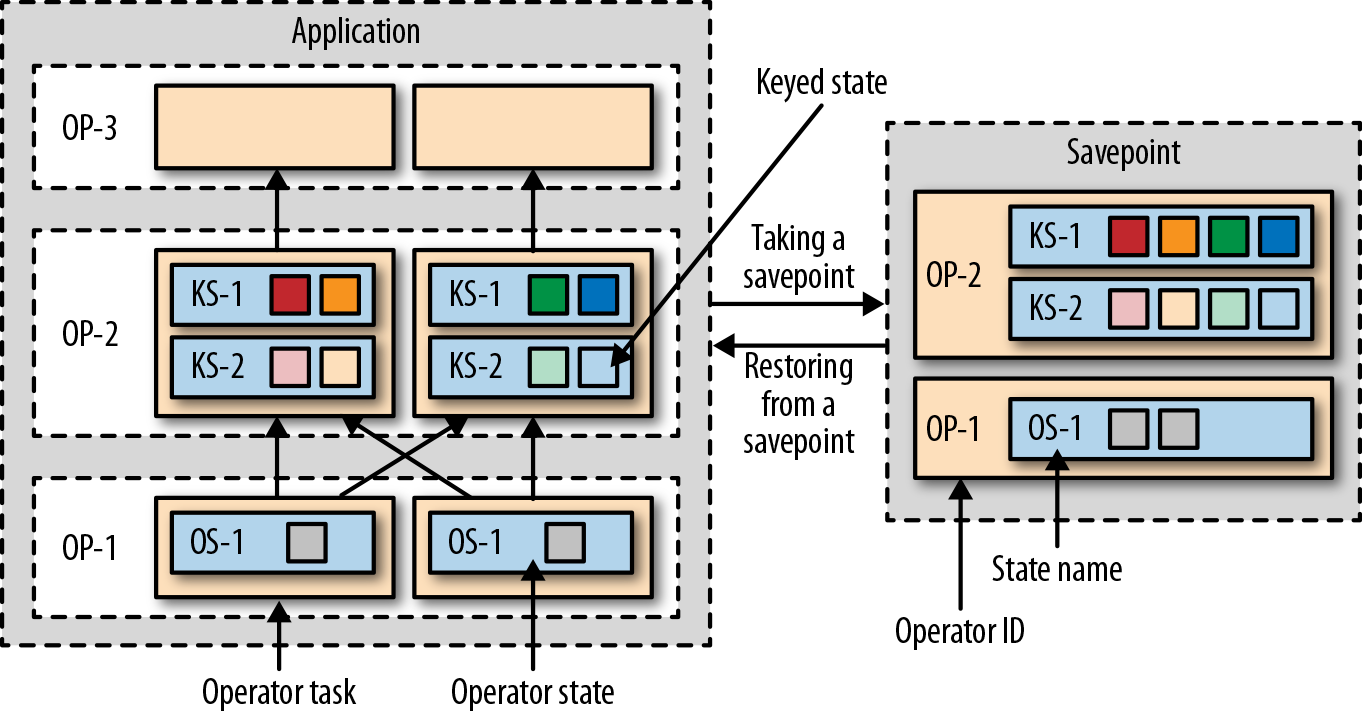 Application
OP-3
OP-2
KS-1
KS-2
KS-1
KS-2
OP-1
OS-1
OS-1
Operator task
Operator state
Keyed state
Taking a
savepoint
Restoring
from a
savepoint
Savepoint
OP-2
KS-1
KS-2
OP-1
OS-1
State name
Operator ID